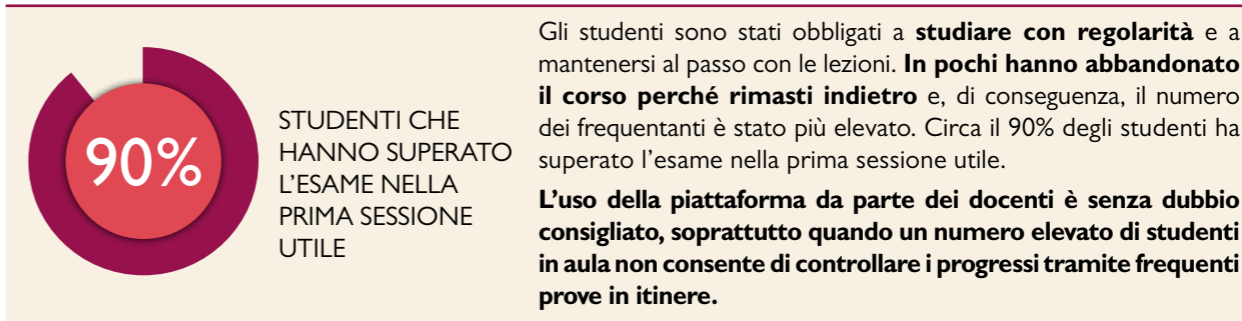 90%
STUDENTI CHE
HANNO SUPERATO
L'ESAME NELLA
PRIMA SESSIONE
UTILE
Gli studenti sono stati obbligati a studiare con regolarità e a
mantenersi al passo con le lezioni. In pochi hanno abbandonato
il corso perché rimasti indietro e, di conseguenza, il numero
dei frequentanti è stato più elevato. Circa il 90% degli studenti ha
superato l'esame nella prima sessione utile.
L'uso della piattaforma da parte dei docenti è senza dubbio
consigliato, soprattutto quando un numero elevato di studenti
in aula non consente di controllare i progressi tramite frequenti
prove in itinere.